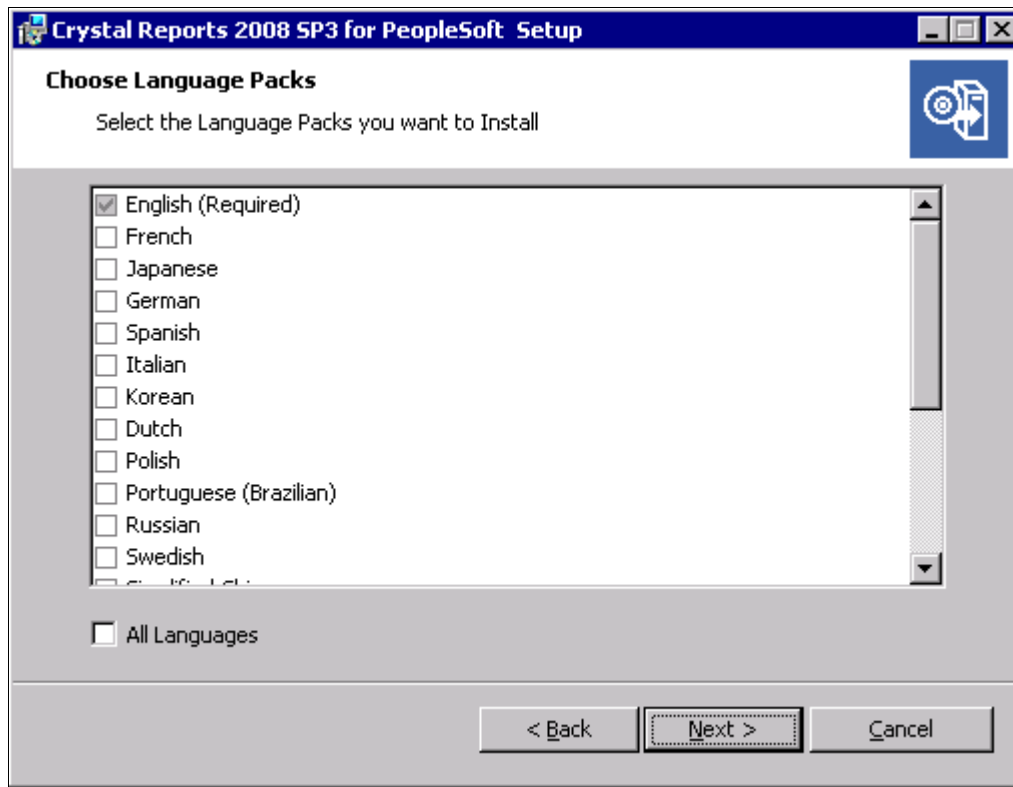 Crystal Reports 2008 SP3 for PeopleSoft Setup
Choose Language Packs
Select the Language Packs you want to Install
English (Required)
French
Japanese
German
Spanish
Italian
Korean
Dutch
Polish
Portuguese (Brazilian)
Russian
Swedish
All Languages
< Back
Next >
Cancel